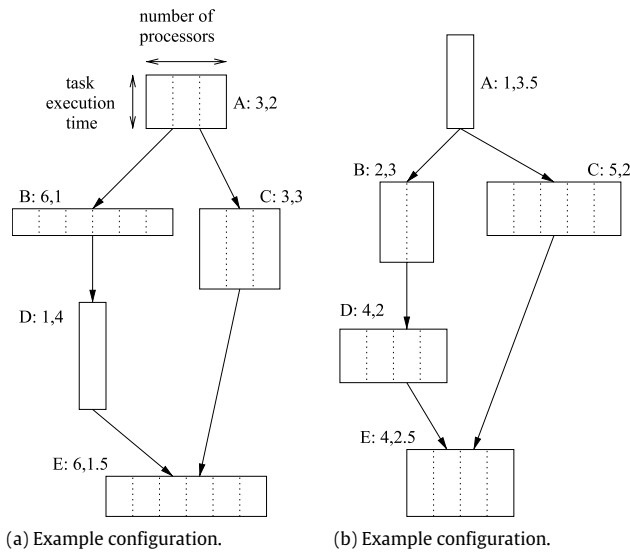 number of
processors
task
execution
time
A: 3,2
B: 6,1
C: 3,3
D: 1,4
E: 6,1.5
(a) Example configuration.
A: 1,3.5
B: 2,3
C: 5,2
D: 4,2
E: 4,2.5
(b) Example configuration.